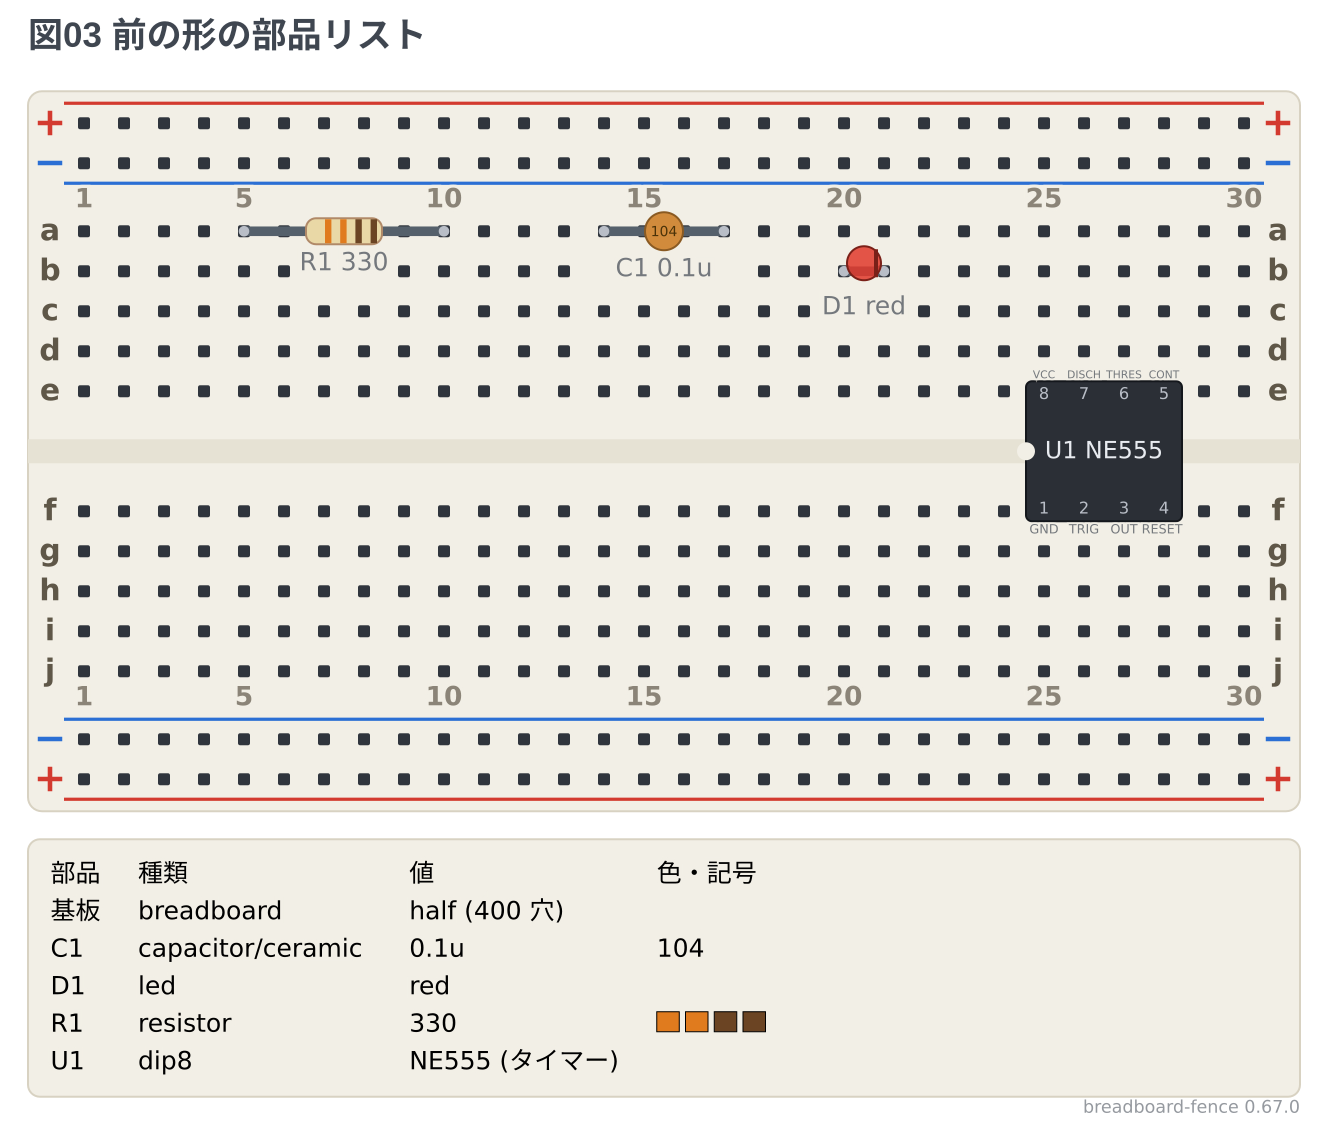 図03 前の形の部品リスト
+ +
− −
1 5 10 15 20 25 30
a 104 a
R1 330
b C1 0.1u b
c D1 red c
d d
VCC DISCH THRES CONT
e 8 7 6 5 e
U1 NE555
f 1 2 3 4 f
GND TRIG OUT RESET
g g
h h
i i
j j
1 5 10 15 20 25 30
− −
+ +
部品 種類 値 色・記号
基板 breadboard half (400 穴)
C1 capacitor/ceramic 0.1u 104
D1 led red
R1 resistor 330
U1 dip8 NE555 (タイマー)
breadboard-fence 0.67.0